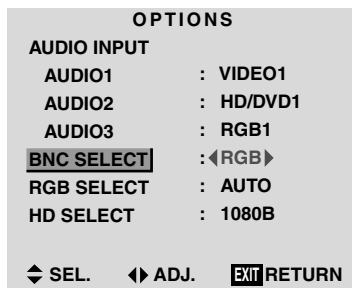 OPTIONS
AUDIO INPUT
AUDIO1 : VIDEO1
AUDIO2 : HD/DVD1
AUDIO3 : RGB1
BNC SELECT : ◀RGB▶
RGB SELECT : AUTO
HD SELECT : 1080B
SEL. ADJ. EXIT RETURN